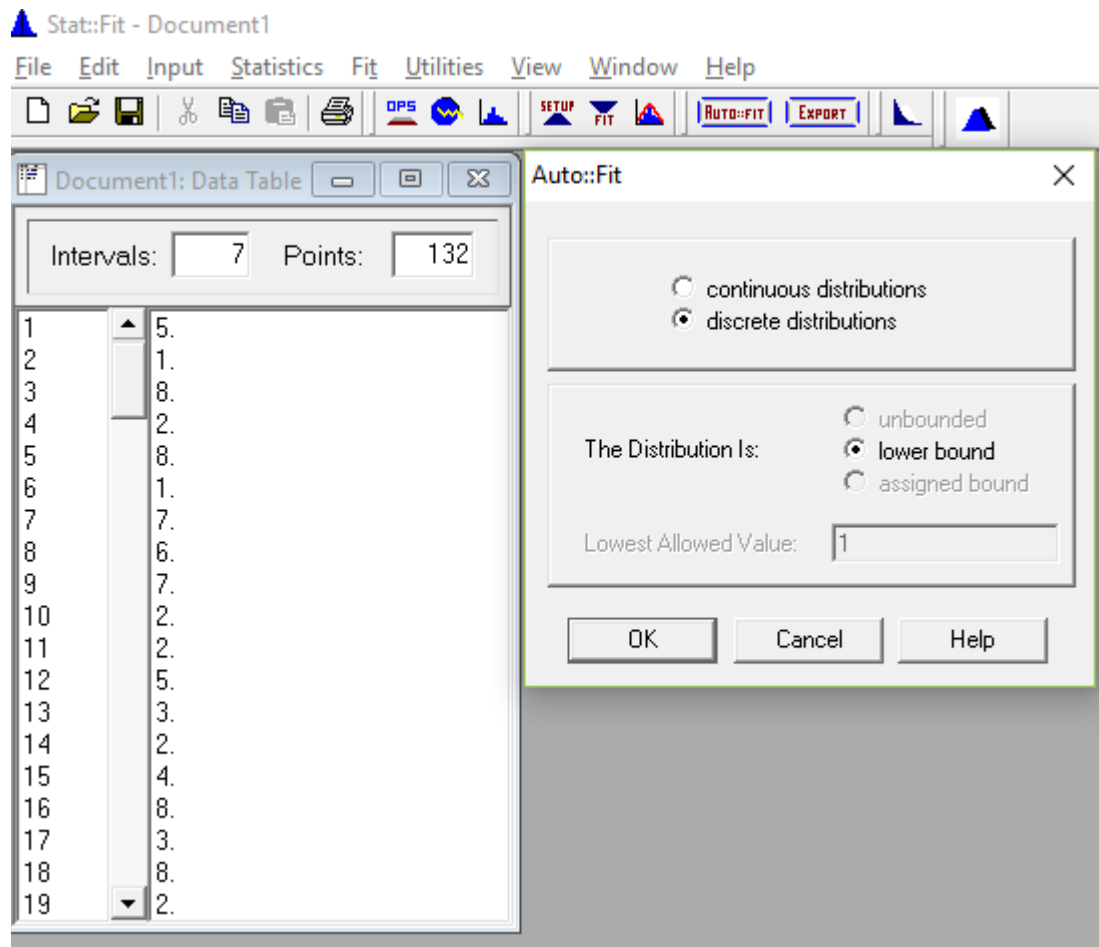 Stat::Fit - Document1
File Edit Input Statistics Fit Utilities View Window Help
OPS SETUP FIT AUTO::FIT EXPORT
Document1: Data Table
Intervals: 7 Points: 132
1 5.
2 1.
3 8.
4 2.
5 8.
6 1.
7 7.
8 6.
9 7.
10 2.
11 2.
12 5.
13 3.
14 2.
15 4.
16 8.
17 3.
18 8.
19 2.
Auto::Fit
continuous distributions
discrete distributions
The Distribution Is:
unbounded
lower bound
assigned bound
Lowest Allowed Value: 1
OK Cancel Help